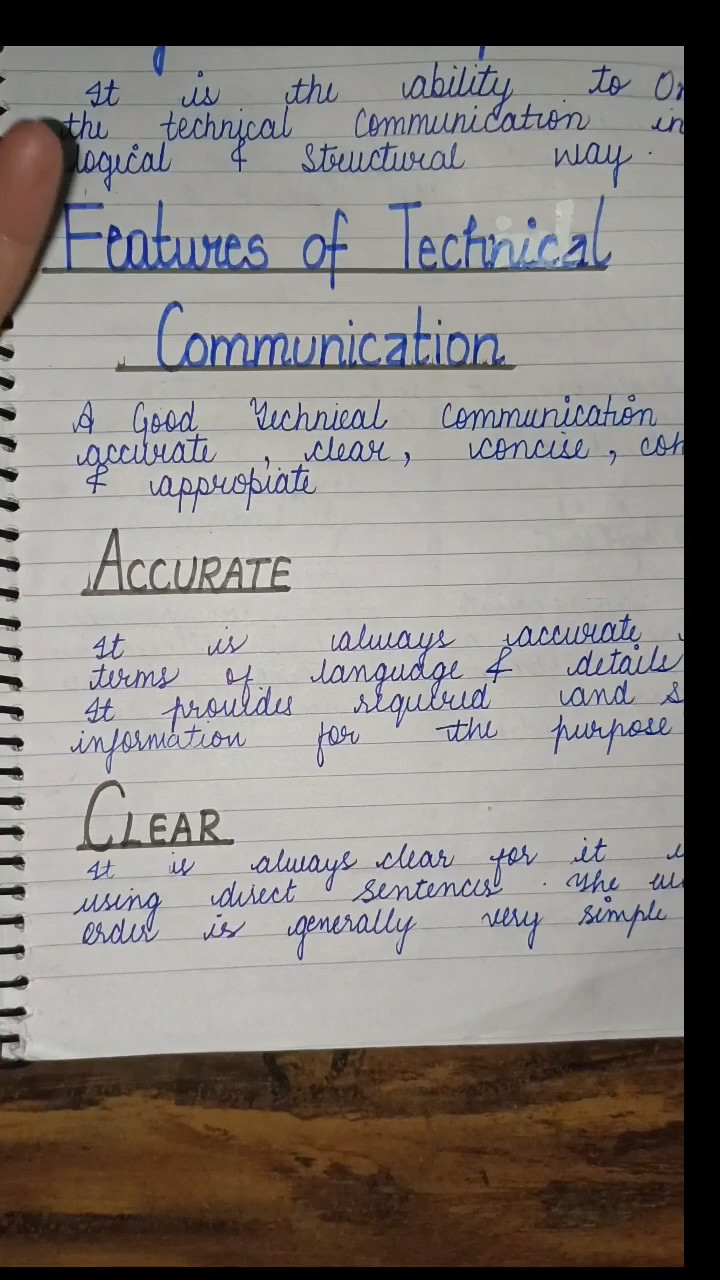 It is the ability to
the technical communication in
logical & structural way.
Features of Technical
Communication
A Good Technical communication
accurate , clear, concise ,
& appropiate
ACCURATE
It is always accurate
terms of language & details
It provides required and
information for the purpose
CLEAR
It is always clear for it
using direct sentences. The
order is generally very simple